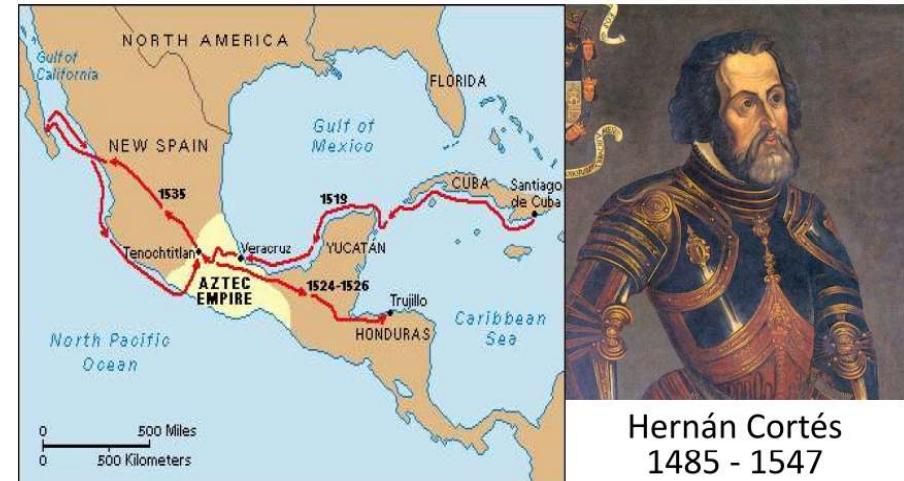 NORTH AMERICA
Gulf of
California
FLORIDA
Gulf of
Mexico
NEW SPAIN
1535
1519
CUBA
Santiago
de Cuba
Tenochtitlan
Veracruz
YUCATÁN
AZTEC
EMPIRE
1524-1526
Trujillo
HONDURAS
Caribbean
Sea
North Pacific
Ocean
0 500 Miles
0 500 Kilometers
Hernán Cortés
1485 - 1547